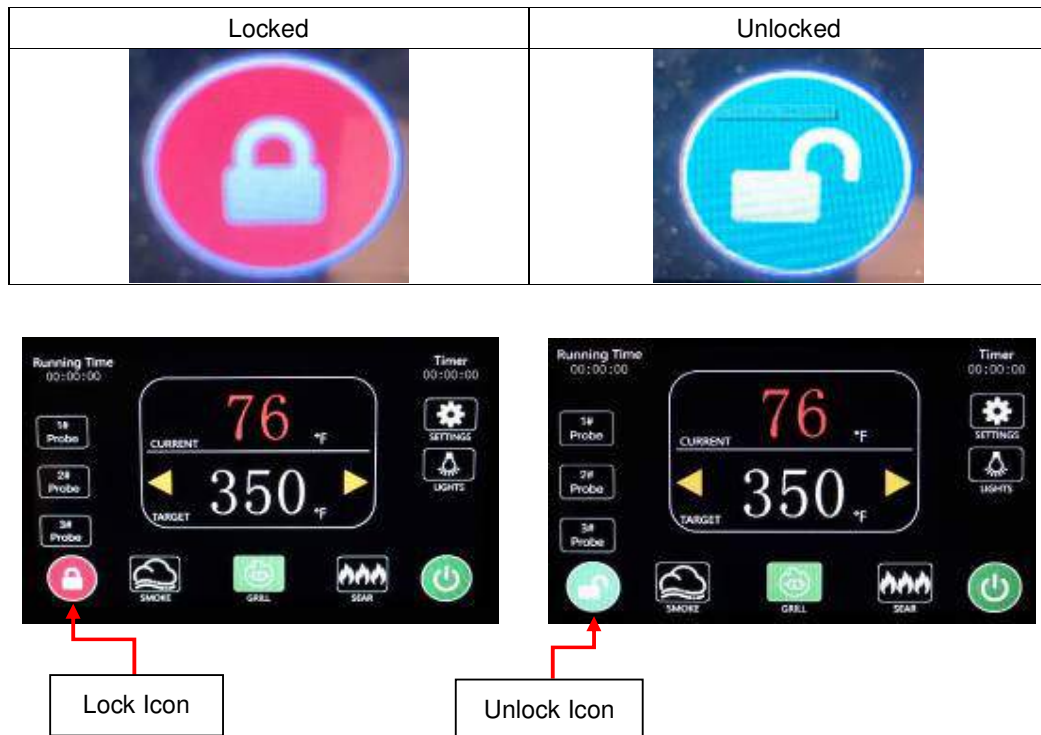 Locked
Unlocked
Running Time
00:00:00
Timer
00:00:00
1#
Probe
2#
Probe
3#
Probe
76 °F
CURRENT
350 °F
TARGET
SETTINGS
LIGHTS
SMOKE
GRILL
SEAR
Running Time
00:00:00
Timer
00:00:00
1#
Probe
2#
Probe
3#
Probe
76 °F
CURRENT
350 °F
TARGET
SETTINGS
LIGHTS
SMOKE
GRILL
SEAR
Lock Icon
Unlock Icon